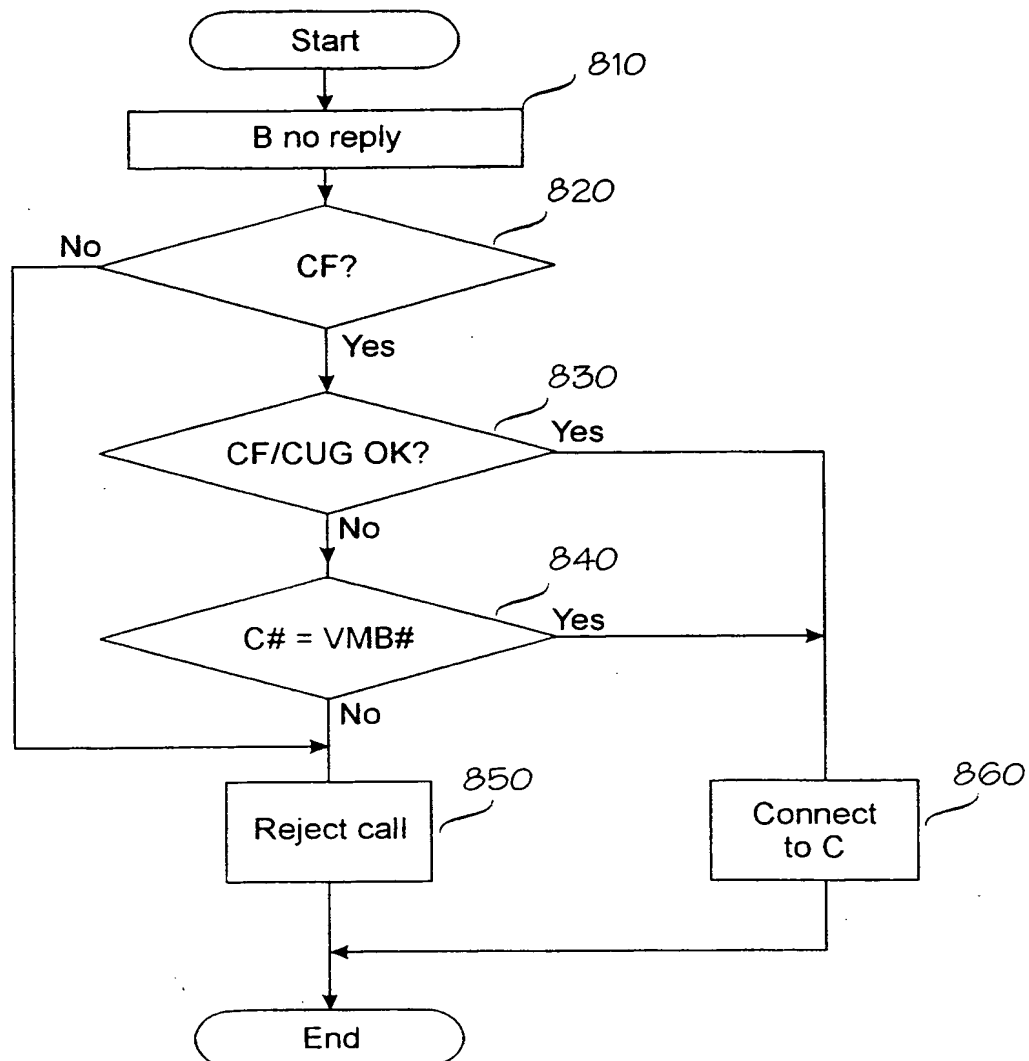 Start
810
B no reply
820
No
CF?
Yes
830
Yes
CF/CUG OK?
No
840
Yes
C# = VMB#
No
850
860
Reject call
Connect
to C
End